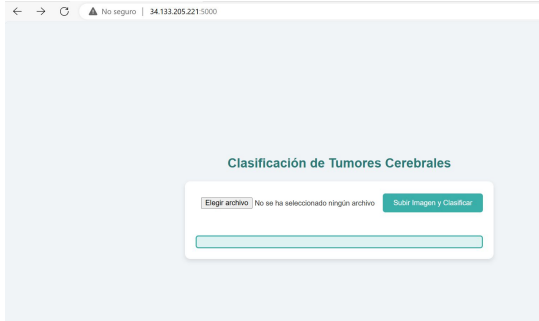 No seguro | 34.133.205.221:5000
Clasificación de Tumores Cerebrales
Elegir archivo No se ha seleccionado ningún archivo Subir Imagen y Clasificar